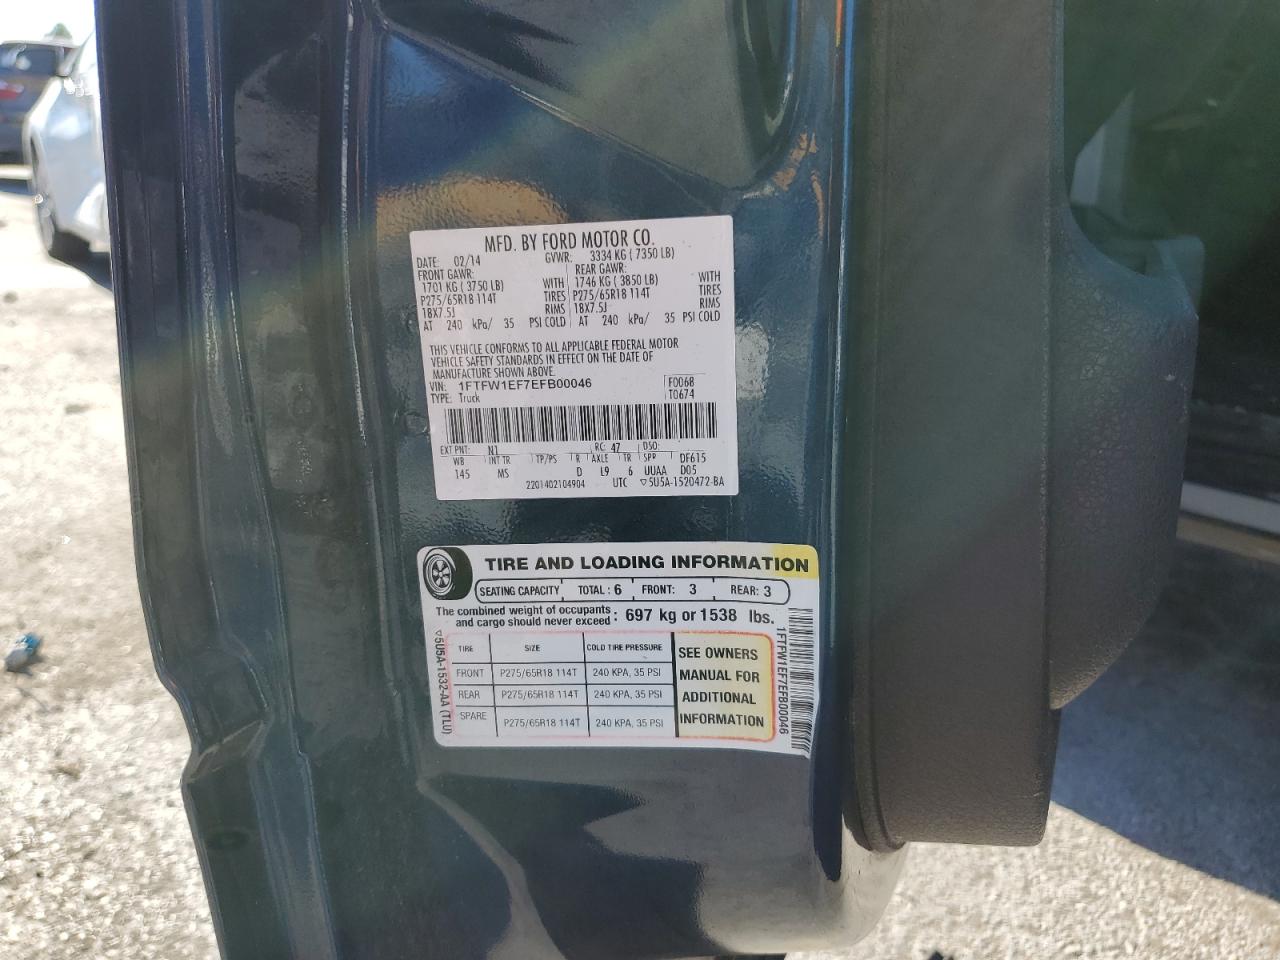 MFD. BY FORD MOTOR CO.
DATE: 02/14 GVWR: 3334 KG ( 7350 LB)
FRONT GAWR: REAR GAWR:
1701 KG ( 3750 LB) WITH 1746 KG ( 3850 LB) WITH
P275/65R18 114T TIRES P275/65R18 114T TIRES
18X7.5J RIMS 18X7.5J RIMS
AT 240 kPa/ 35 PSI COLD AT 240 kPa/ 35 PSI COLD
THIS VEHICLE CONFORMS TO ALL APPLICABLE FEDERAL MOTOR
VEHICLE SAFETY STANDARDS IN EFFECT ON THE DATE OF
MANUFACTURE SHOWN ABOVE.
VIN: 1FTFW1EF7EFB00046 F0068
TYPE: Truck T0674
EXT PNT: N1 RC: 47 DSO:
WB INT TR TP/PS R AXLE TR SPR DF615
145 MS D L9 6 UUAA D05
2201402104904 UTC ▽5U5A-1520472-BA
TIRE AND LOADING INFORMATION
SEATING CAPACITY TOTAL : 6 FRONT: 3 REAR: 3
The combined weight of occupants and cargo should never exceed : 697 kg or 1538 lbs.
TIRE SIZE COLD TIRE PRESSURE
FRONT P275/65R18 114T 240 KPA, 35 PSI
REAR P275/65R18 114T 240 KPA, 35 PSI
SPARE P275/65R18 114T 240 KPA, 35 PSI
SEE OWNERS
MANUAL FOR
ADDITIONAL
INFORMATION
▽5U5A-1532-AA (TLU)
1FTFW1EF7EFB00046